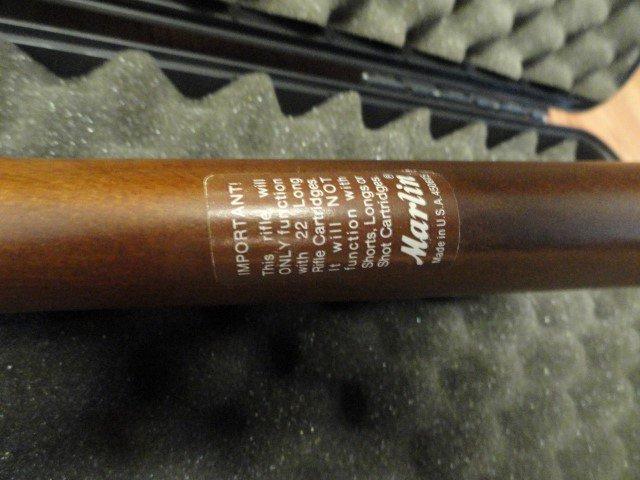 IMPORTANT!
This rifle will
ONLY function
with 22 Long
Rifle Cartridges.
It will NOT
function with
Shorts, Longs or
Shot Cartridges
Marlin®
Made in U.S.A.